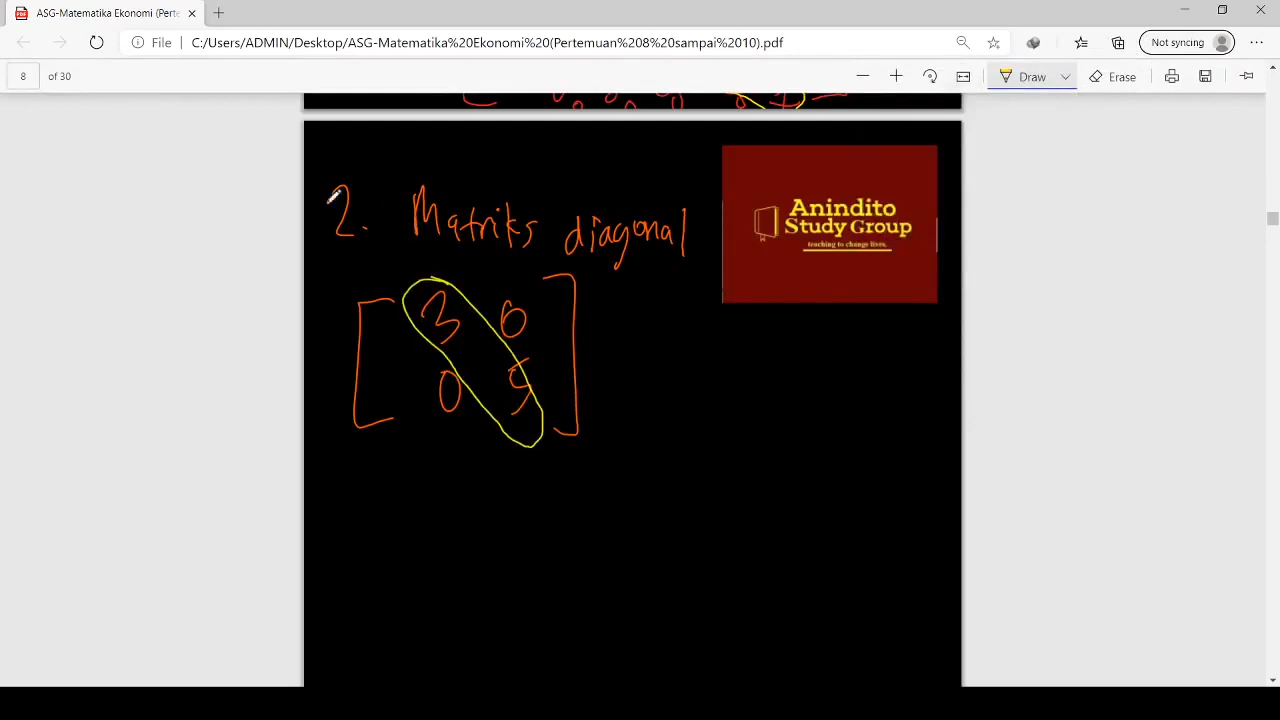 ASG-Matematika Ekonomi (Perte
File C:/Users/ADMIN/Desktop/ASG-Matematika%20Ekonomi%20(Pertemuan%208%20sampai%2010).pdf Not syncing
8 of 30 Draw Erase
2. Matriks diagonal
Anindito
Study Group
teaching to change lives.
3 0
0 5